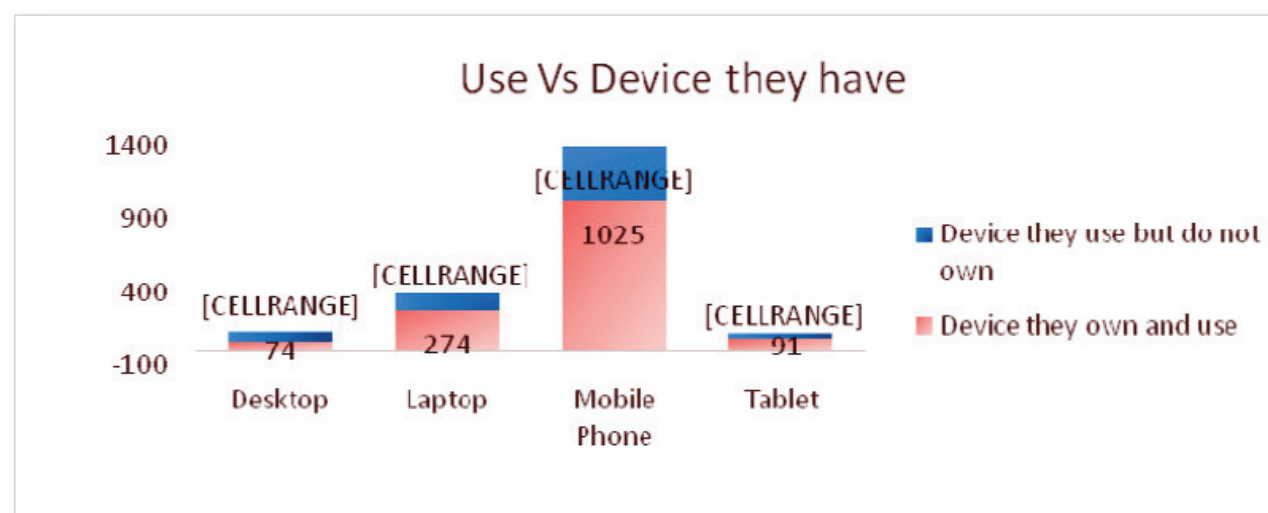 Use Vs Device they have
1400
900
400
-100
[CELLRANGE]
[CELLRANGE]
[CELLRANGE]
[CELLRANGE]
74
274
1025
91
Desktop
Laptop
Mobile
Phone
Tablet
Device they use but do not
own
Device they own and use